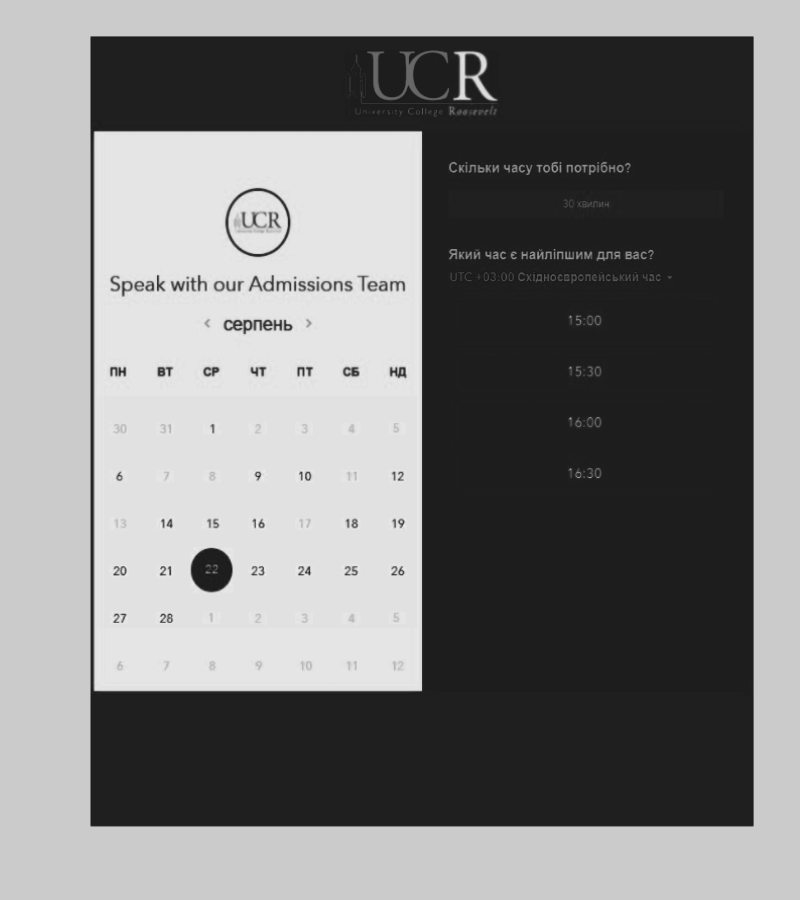 UCR
University College Roosevelt
UCR
Speak with our Admissions Team
< серпень >
ПН ВТ СР ЧТ ПТ СБ НД
30 31 1 2 3 4 5
6 7 8 9 10 11 12
13 14 15 16 17 18 19
20 21 22 23 24 25 26
27 28 1 2 3 4 5
6 7 8 9 10 11 12
Скільки часу тобі потрібно?
30 хвилин
Який час є найліпшим для вас?
UTC +03:00 Східноєвропейський час
15:00
15:30
16:00
16:30